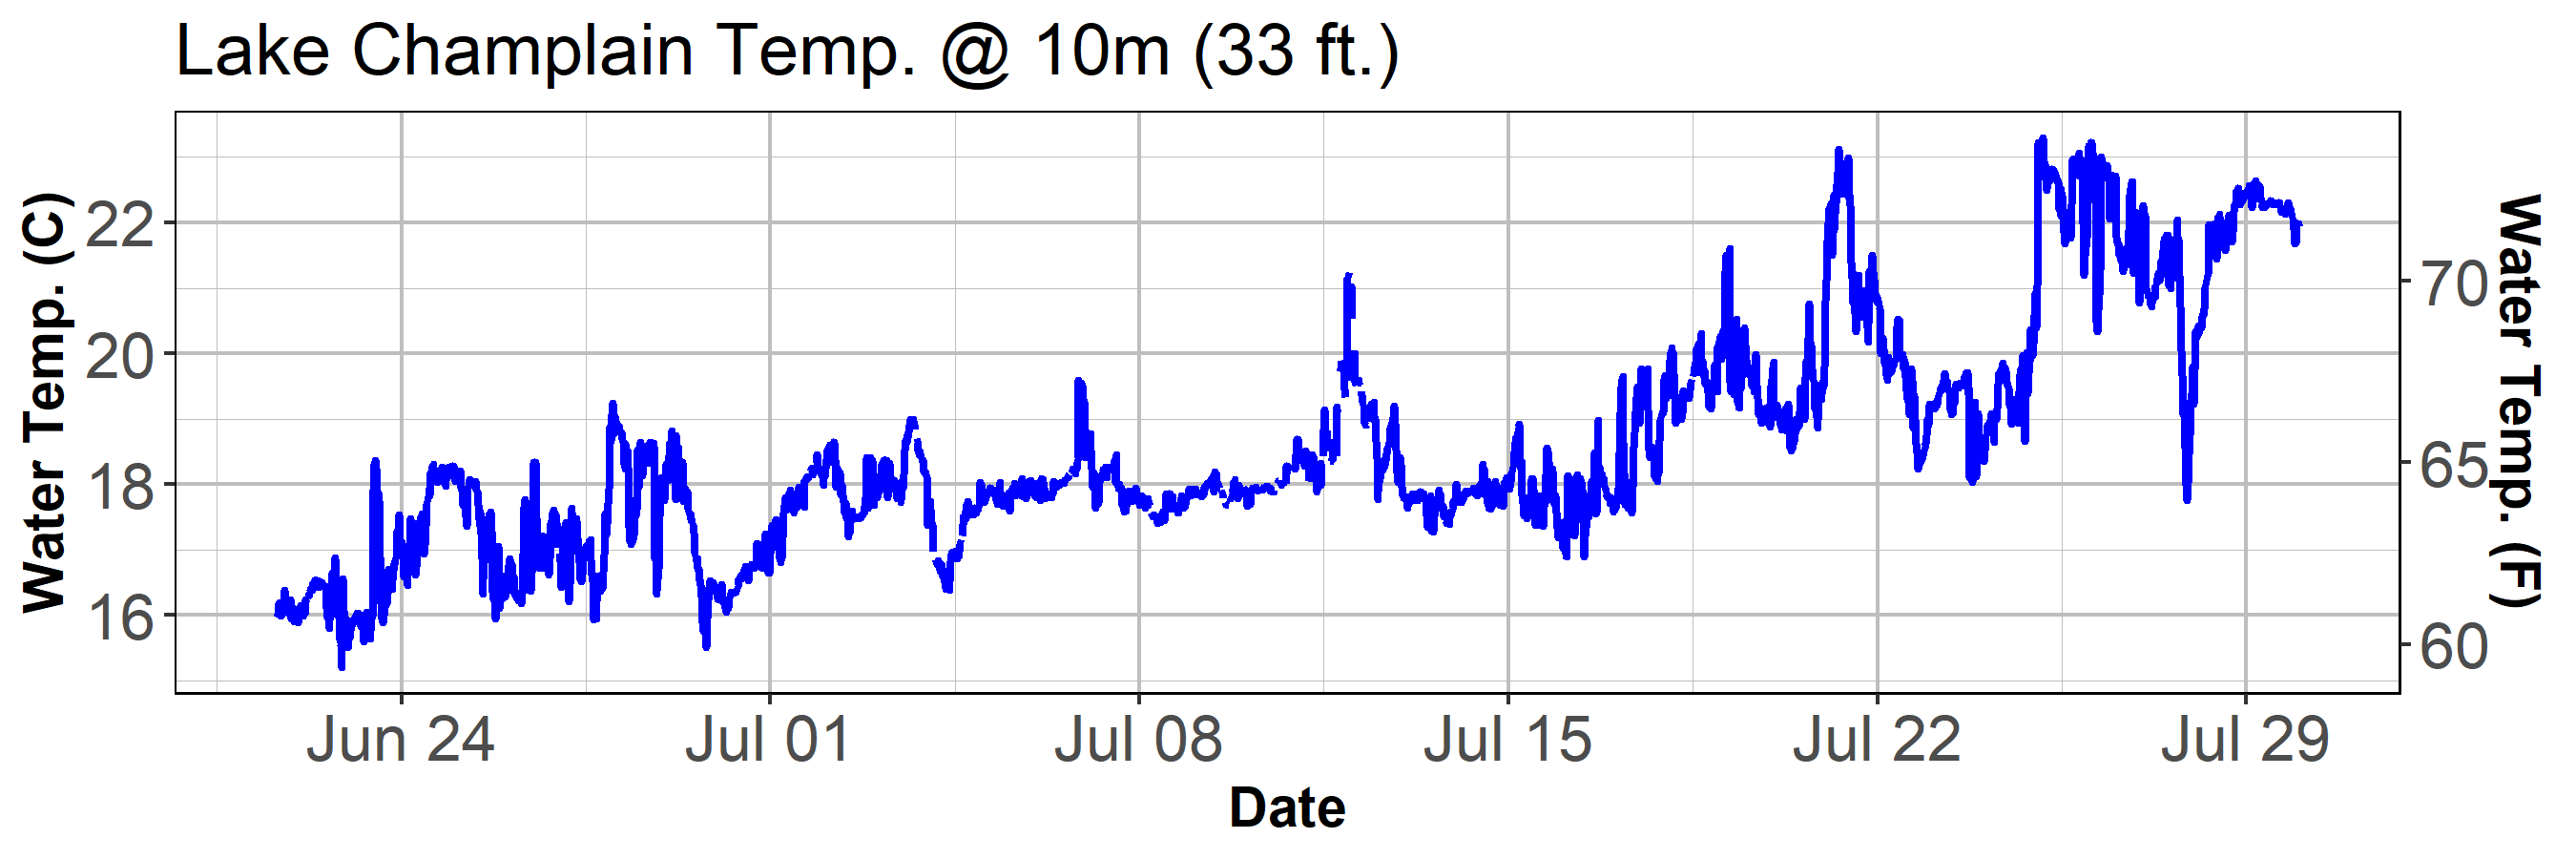 Lake Champlain Temp. @ 10m (33 ft.)
Water Temp. (C)
22
20
18
16
70
65
60
Water Temp. (F)
Jun 24
Jul 01
Jul 08
Jul 15
Jul 22
Jul 29
Date